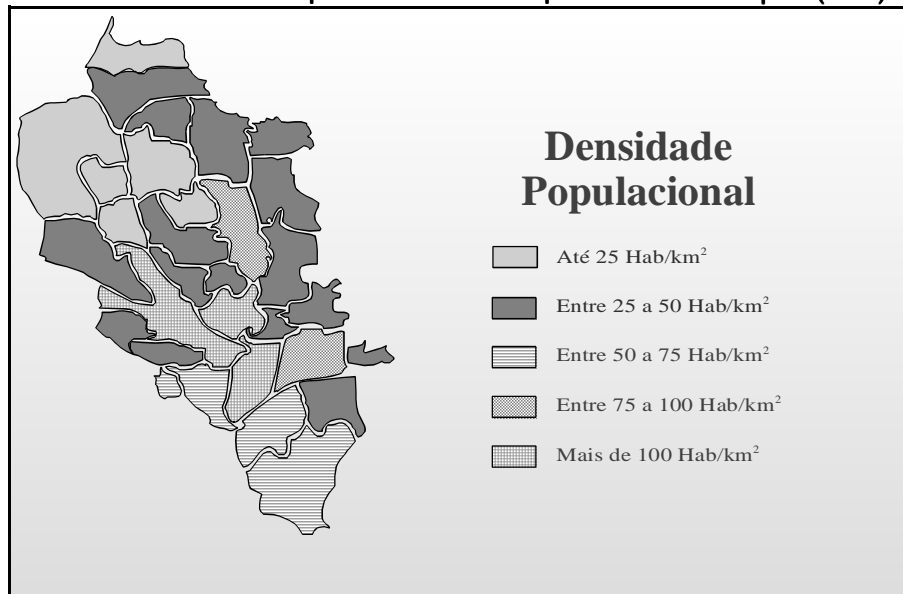 Densidade
Populacional
Até 25 Hab/km²
Entre 25 a 50 Hab/km²
Entre 50 a 75 Hab/km²
Entre 75 a 100 Hab/km²
Mais de 100 Hab/km²